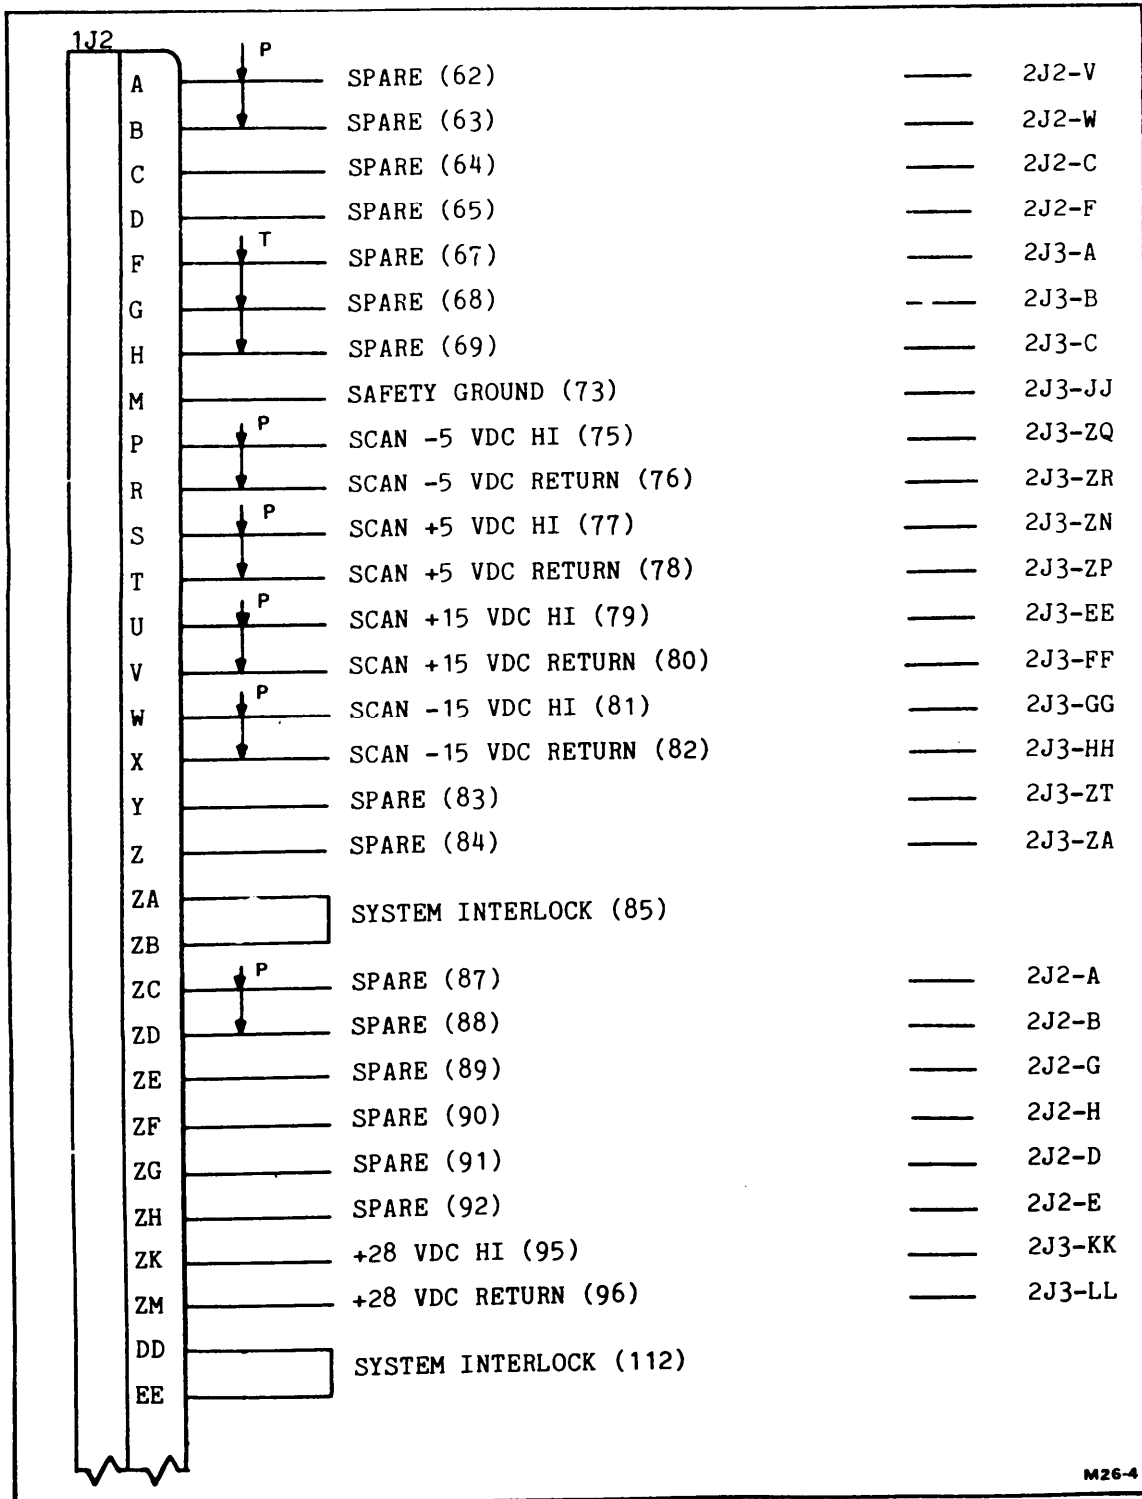 1J2
P
A SPARE (62) 2J2-V
B SPARE (63) 2J2-W
C SPARE (64) 2J2-C
D SPARE (65) 2J2-F
T
F SPARE (67) 2J3-A
G SPARE (68) 2J3-B
H SPARE (69) 2J3-C
M SAFETY GROUND (73) 2J3-JJ
P
P SCAN -5 VDC HI (75) 2J3-ZQ
R SCAN -5 VDC RETURN (76) 2J3-ZR
P
S SCAN +5 VDC HI (77) 2J3-ZN
T SCAN +5 VDC RETURN (78) 2J3-ZP
P
U SCAN +15 VDC HI (79) 2J3-EE
V SCAN +15 VDC RETURN (80) 2J3-FF
P
W SCAN -15 VDC HI (81) 2J3-GG
X SCAN -15 VDC RETURN (82) 2J3-HH
Y SPARE (83) 2J3-ZT
Z SPARE (84) 2J3-ZA
ZA
SYSTEM INTERLOCK (85)
ZB
P
ZC SPARE (87) 2J2-A
ZD SPARE (88) 2J2-B
ZE SPARE (89) 2J2-G
ZF SPARE (90) 2J2-H
ZG SPARE (91) 2J2-D
ZH SPARE (92) 2J2-E
ZK +28 VDC HI (95) 2J3-KK
ZM +28 VDC RETURN (96) 2J3-LL
DD
SYSTEM INTERLOCK (112)
EE
M26-4